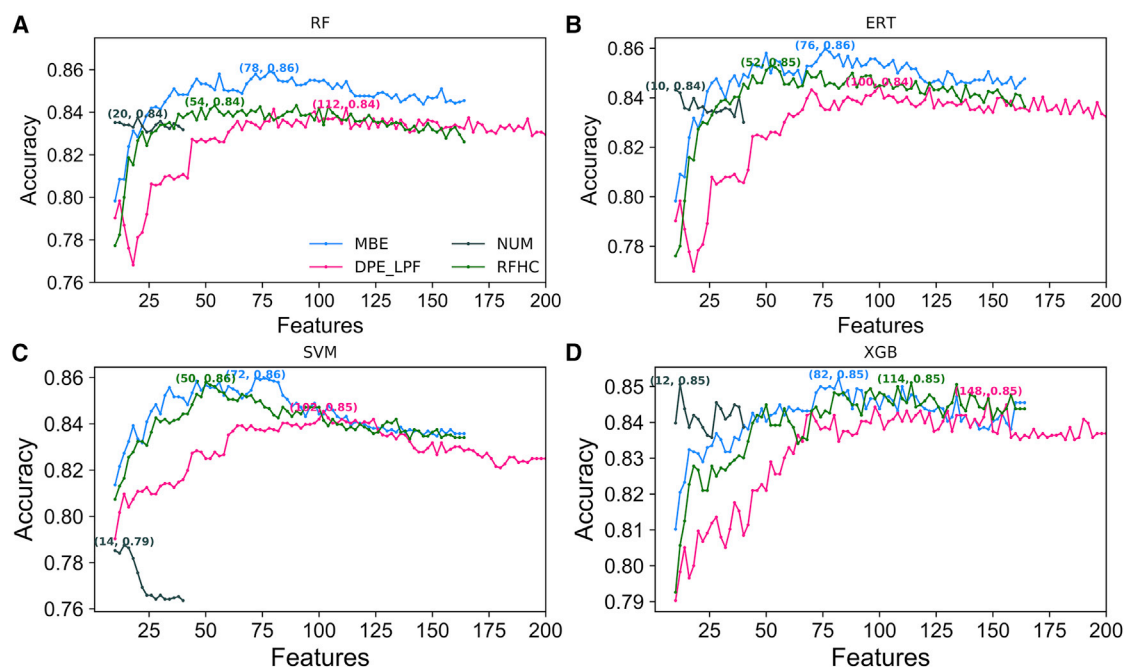 A
RF
Accuracy
0.86
0.84
0.82
0.80
0.78
0.76
(78, 0.86)
(54, 0.84)
(112, 0.84)
(20, 0.84)
MBE
NUM
DPE_LPF
RFHC
25 50 75 100 125 150 175 200
Features
B
ERT
Accuracy
0.86
0.84
0.82
0.80
0.78
(76, 0.86)
(52, 0.85)
(100, 0.84)
(10, 0.84)
25 50 75 100 125 150 175 200
Features
C
SVM
Accuracy
0.86
0.84
0.82
0.80
0.78
0.76
(50, 0.86)
(72, 0.86)
(102, 0.85)
(14, 0.79)
25 50 75 100 125 150 175 200
Features
D
XGB
Accuracy
0.85
0.84
0.83
0.82
0.81
0.80
0.79
(12, 0.85)
(82, 0.85)
(114, 0.85)
(148, 0.85)
25 50 75 100 125 150 175 200
Features